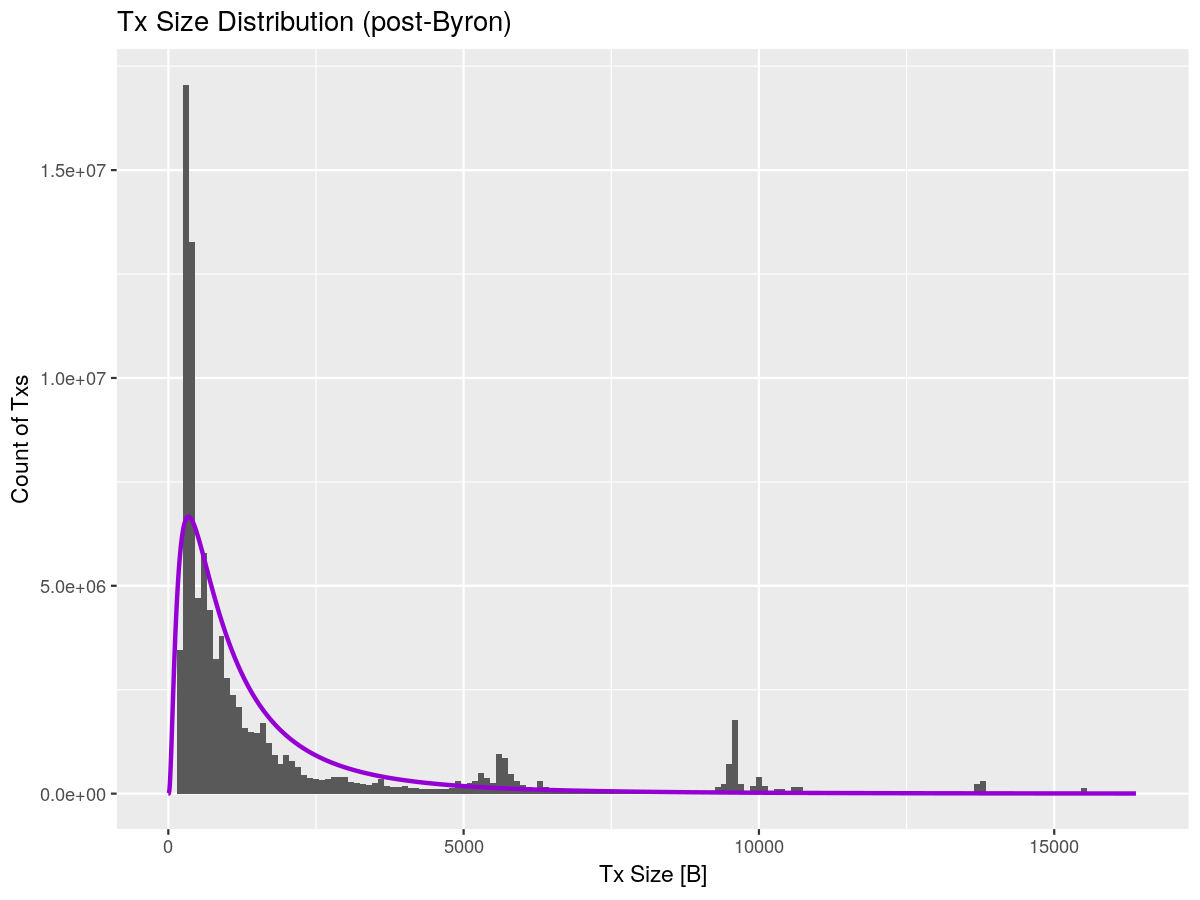 Tx Size Distribution (post-Byron)
Count of Txs
1.5e+07
1.0e+07
5.0e+06
0.0e+00
0 5000 10000 15000
Tx Size [B]